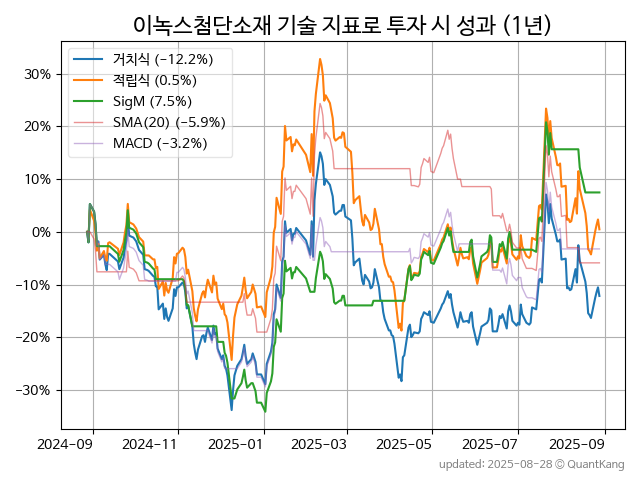 이녹스첨단소재 기술 지표로 투자 시 성과 (1년)
거치식 (−12.2%)
적립식 (0.5%)
SigM (7.5%)
SMA(20) (−5.9%)
MACD (−3.2%)
30%
20%
10%
0%
−10%
−20%
−30%
2024-09 2024-11 2025-01 2025-03 2025-05 2025-07 2025-09
updated: 2025-08-28 © QuantKang